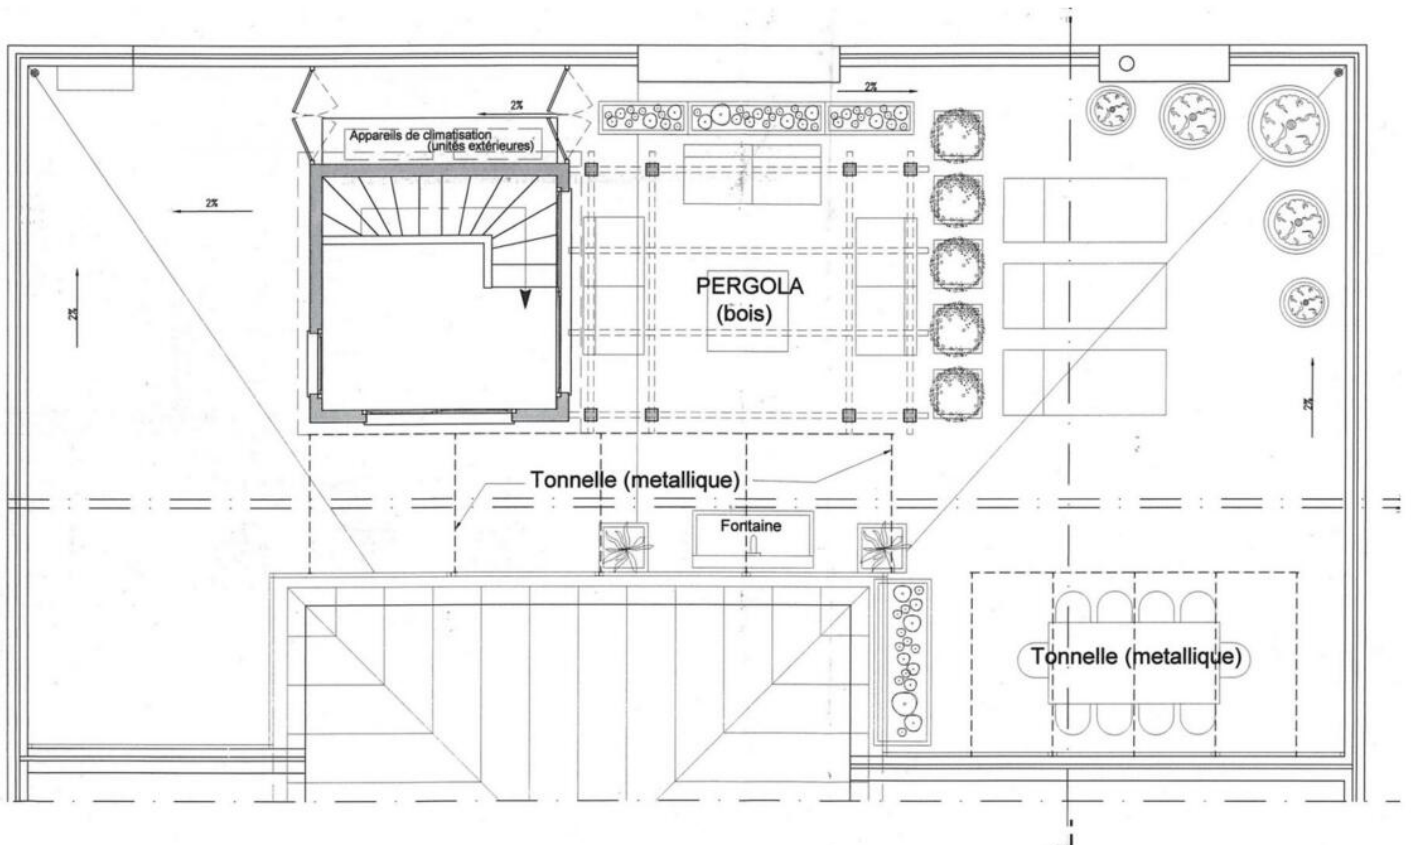 2%
2%
Appareils de climatisation
(unités extérieures)
2%
2%
PERGOLA
(bois)
2%
Tonnelle (metallique)
Fontaine
Tonnelle (metallique)